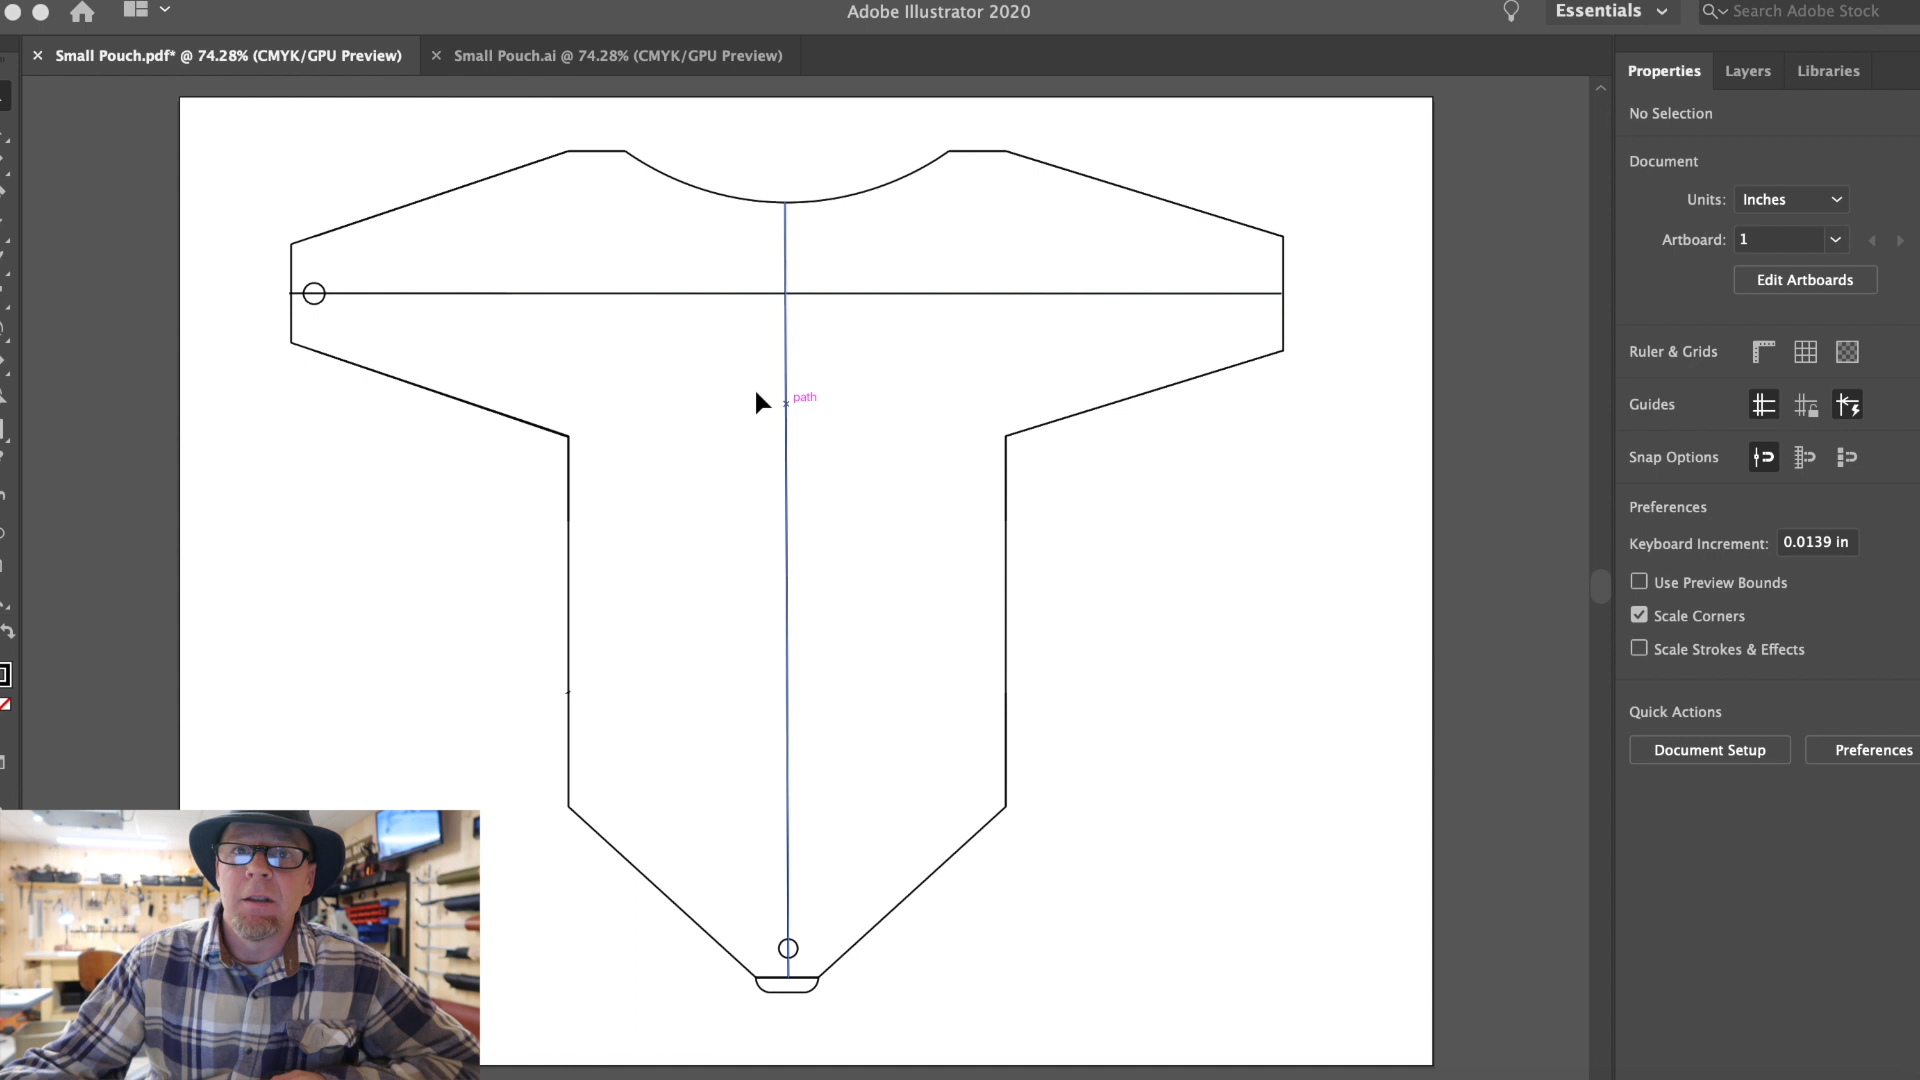 Adobe Illustrator 2020
Essentials
Search Adobe Stock
× Small Pouch.pdf* @ 74.28% (CMYK/GPU Preview)
× Small Pouch.ai @ 74.28% (CMYK/GPU Preview)
Properties
Layers
Libraries
No Selection
Document
Units: Inches
Artboard: 1
Edit Artboards
Ruler & Grids
path
Guides
Snap Options
Preferences
Keyboard Increment: 0.0139 in
Use Preview Bounds
Scale Corners
Scale Strokes & Effects
Quick Actions
Document Setup
Preferences